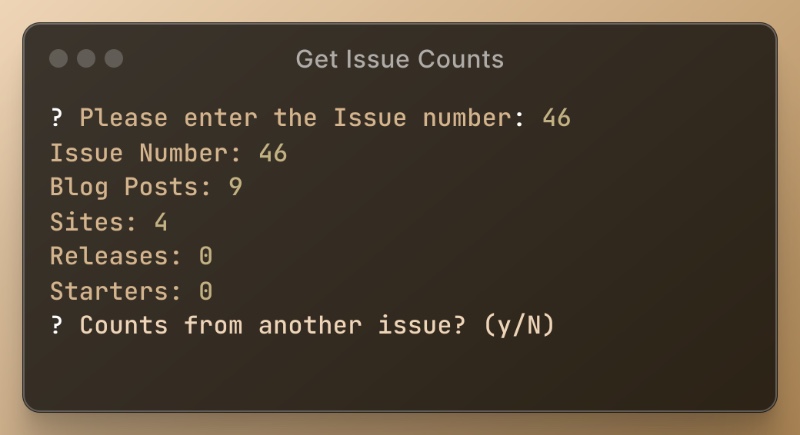 Get Issue Counts
? Please enter the Issue number: 46
Issue Number: 46
Blog Posts: 9
Sites: 4
Releases: 0
Starters: 0
? Counts from another issue? (y/N)